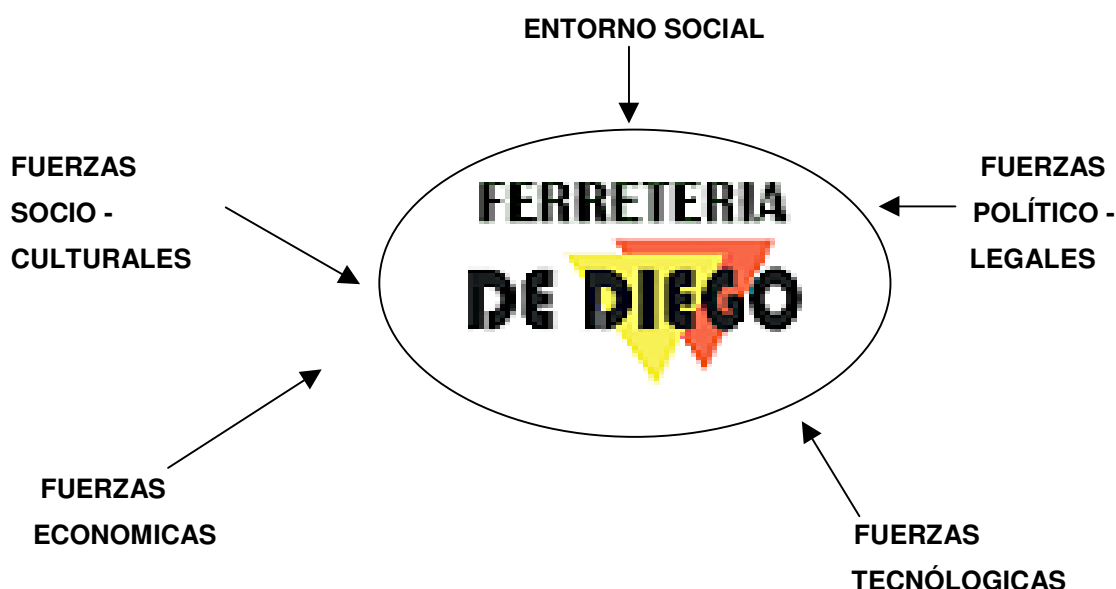 ENTORNO SOCIAL
FUERZAS
SOCIO -
CULTURALES
FERRETERIA
DE DIEGO
FUERZAS
POLÍTICO -
LEGALES
FUERZAS
ECONOMICAS
FUERZAS
TECNÓLOGICAS